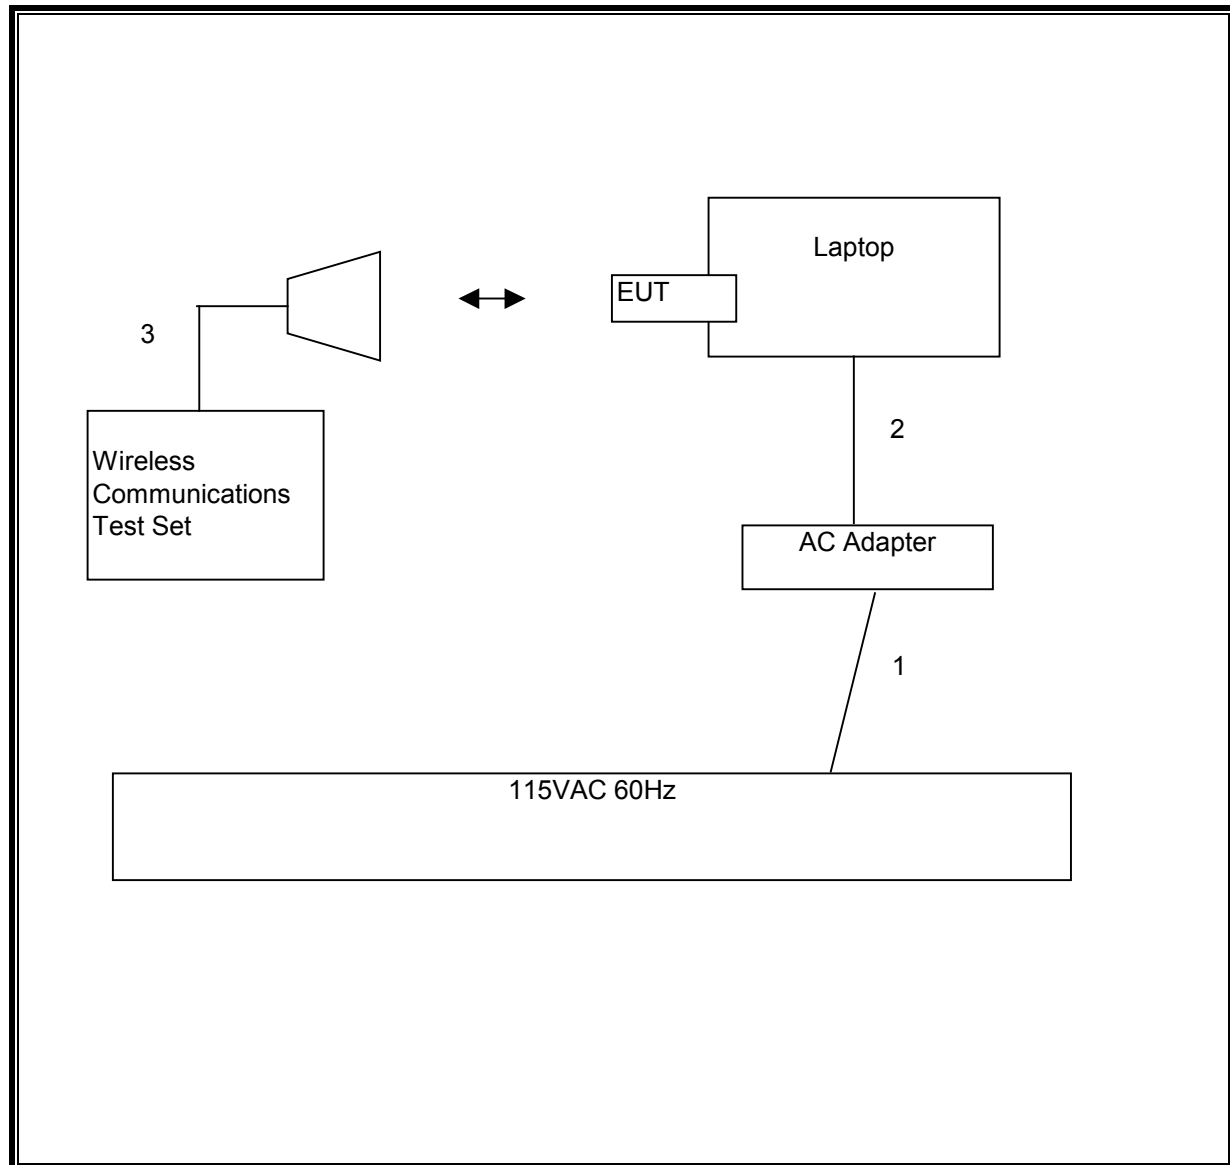 Laptop
EUT
3
2
Wireless
Communications
Test Set
AC Adapter
1
115VAC 60Hz